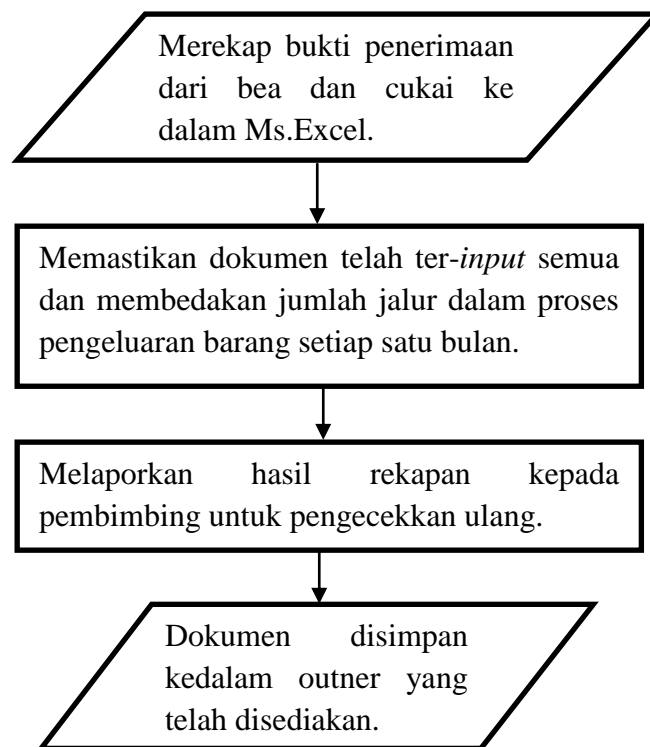 Merekap bukti penerimaan
dari bea dan cukai ke
dalam Ms.Excel.
Memastikan dokumen telah ter-input semua
dan membedakan jumlah jalur dalam proses
pengeluaran barang setiap satu bulan.
Melaporkan hasil rekapan kepada
pembimbing untuk pengecekkan ulang.
Dokumen disimpan
kedalam outner yang
telah disediakan.